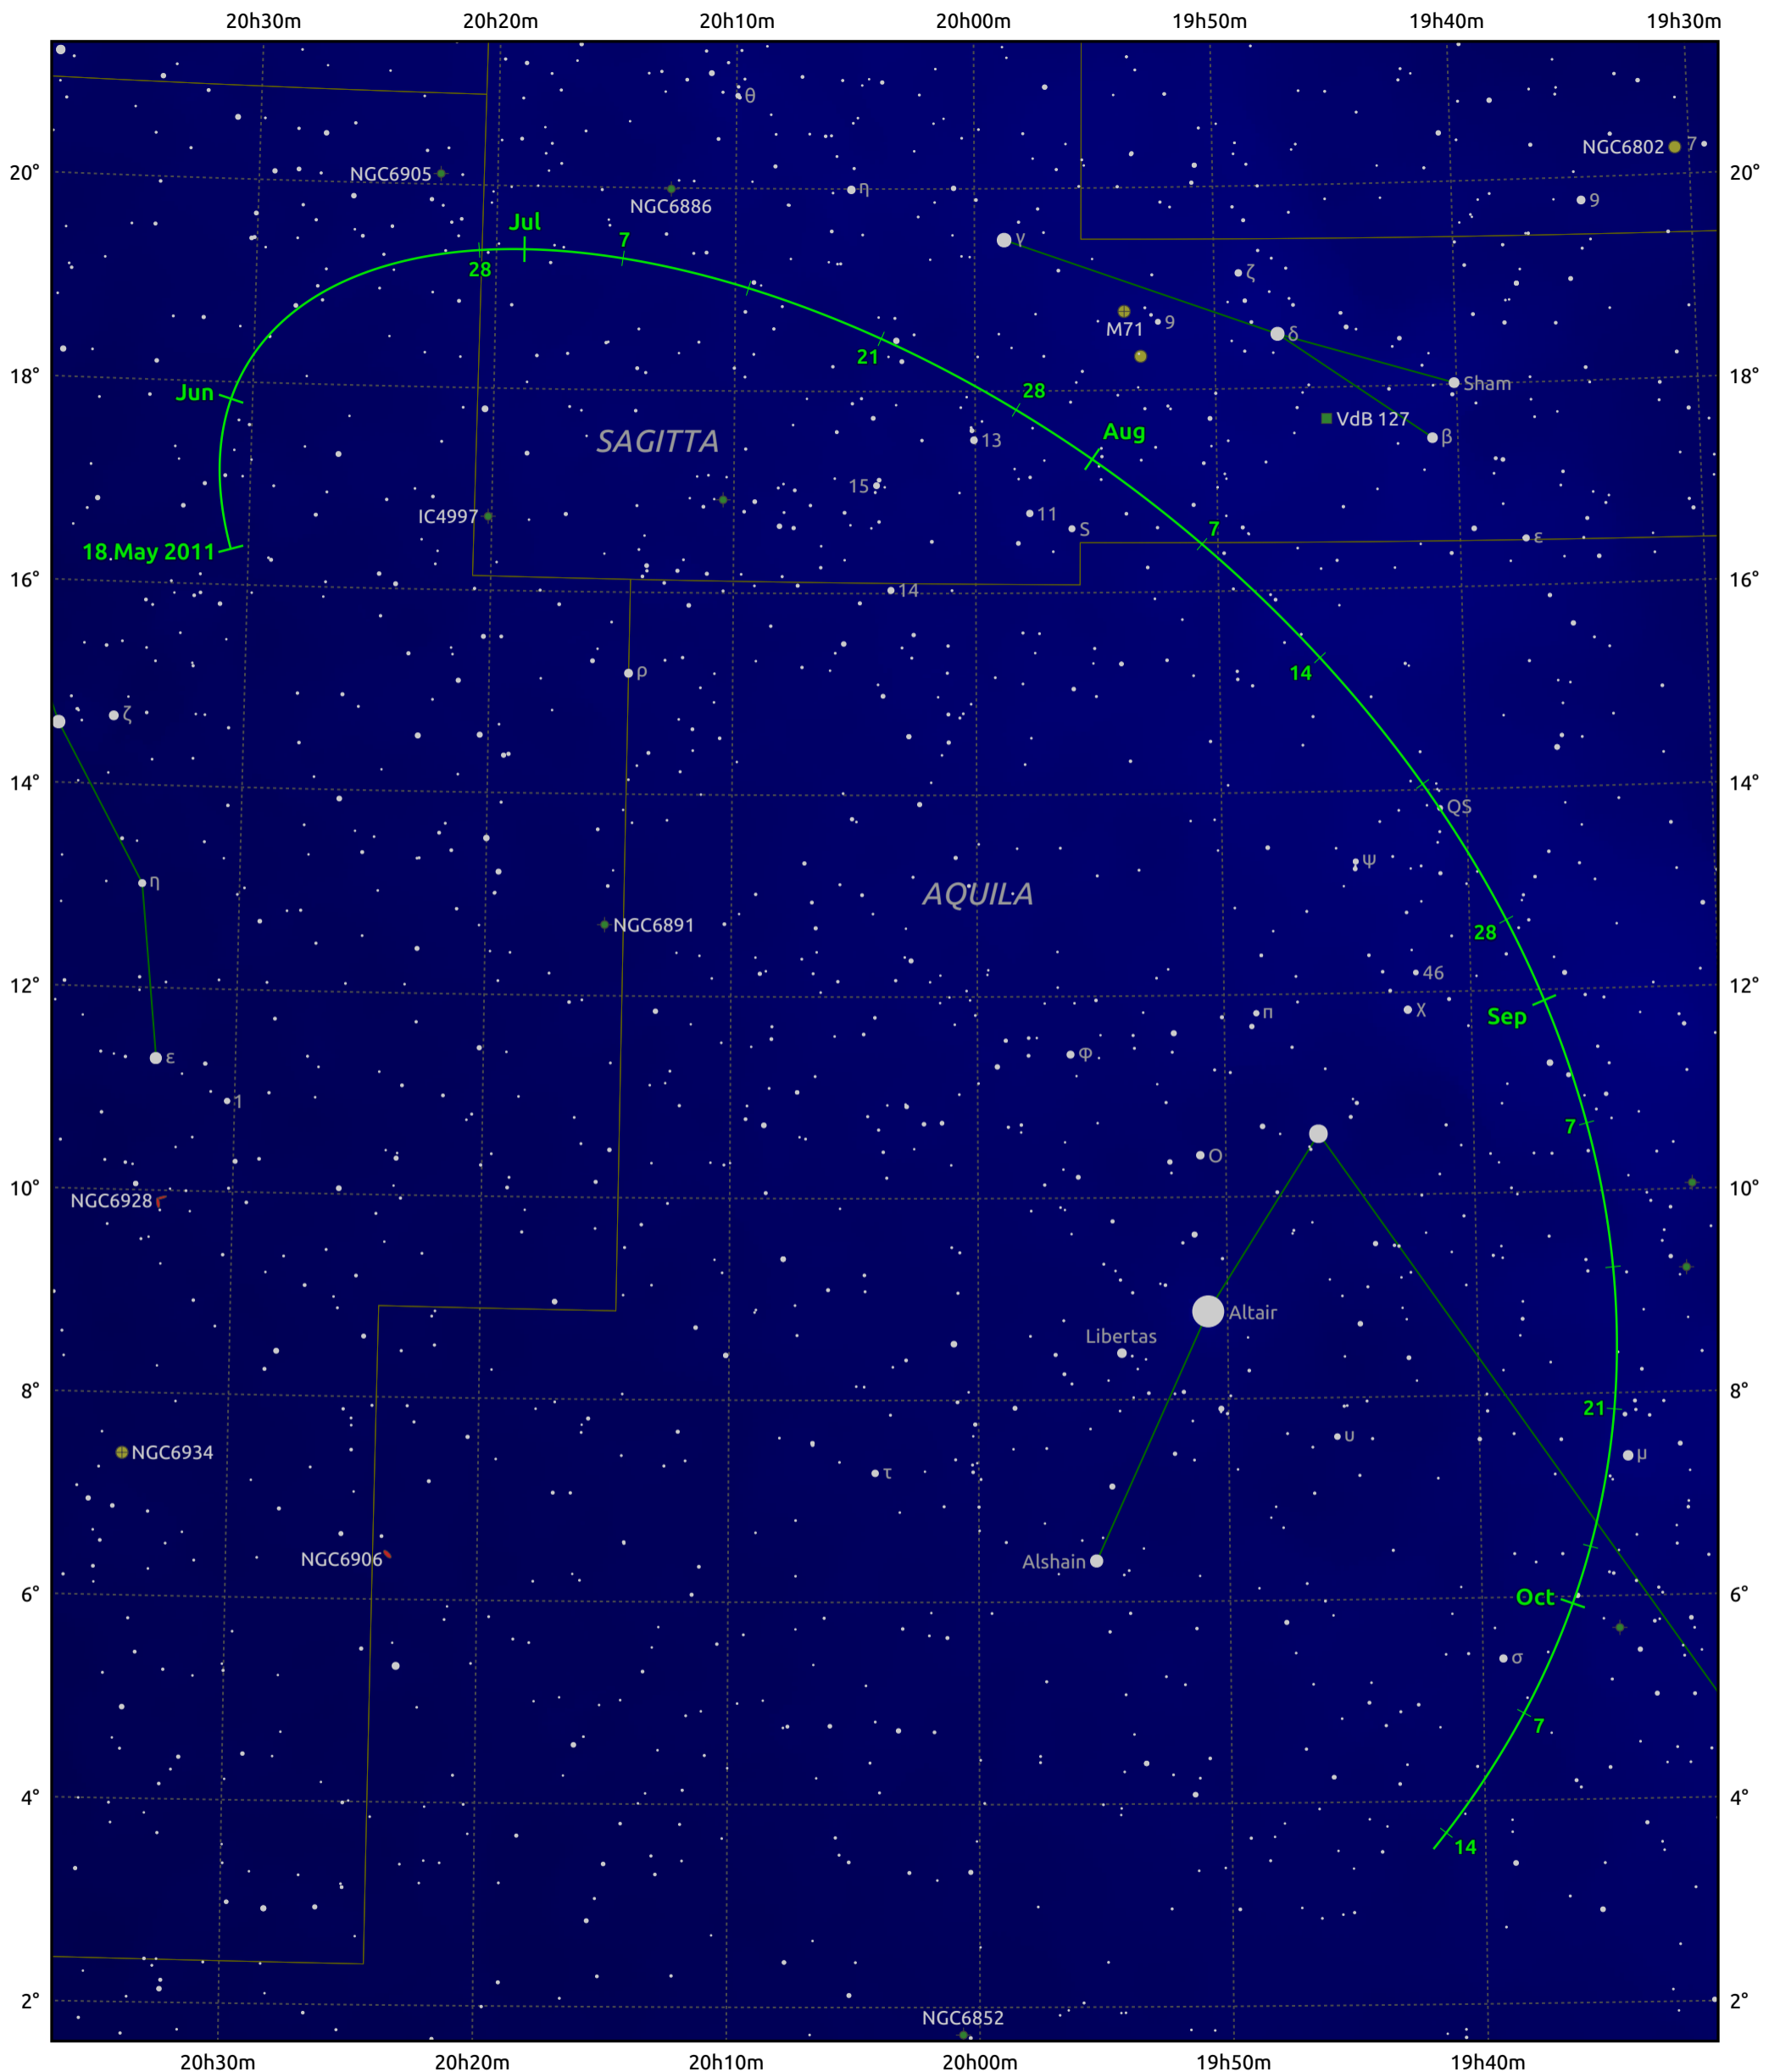 20h30m 20h20m 20h10m 20h00m 19h50m 19h40m 19h30m
θ
NGC6802 7
20° NGC6905 η 20°
NGC6886 9
Jul
7 γ
28 ζ
M71 9 δ
21
18° Jun 28 Sham 18°
VdB 127
Aug β
SAGITTA 13
15
IC4997 11 S 7 ε
18.May 2011
16° 14 16°
ρ 14
ζ
14° 14°
QS
ψ
η AQUILA
NGC6891 28
46
12° 12°
π χ Sep
ε φ
1 7
ο
10° 10°
NGC6928
Altair
Libertas
8° 8°
21
υ
NGC6934 τ μ
NGC6906 Alshain
6° Oct 6°
σ
7
4° 4°
14
2° 2°
NGC6852
20h30m 20h20m 20h10m 20h00m 19h50m 19h40m